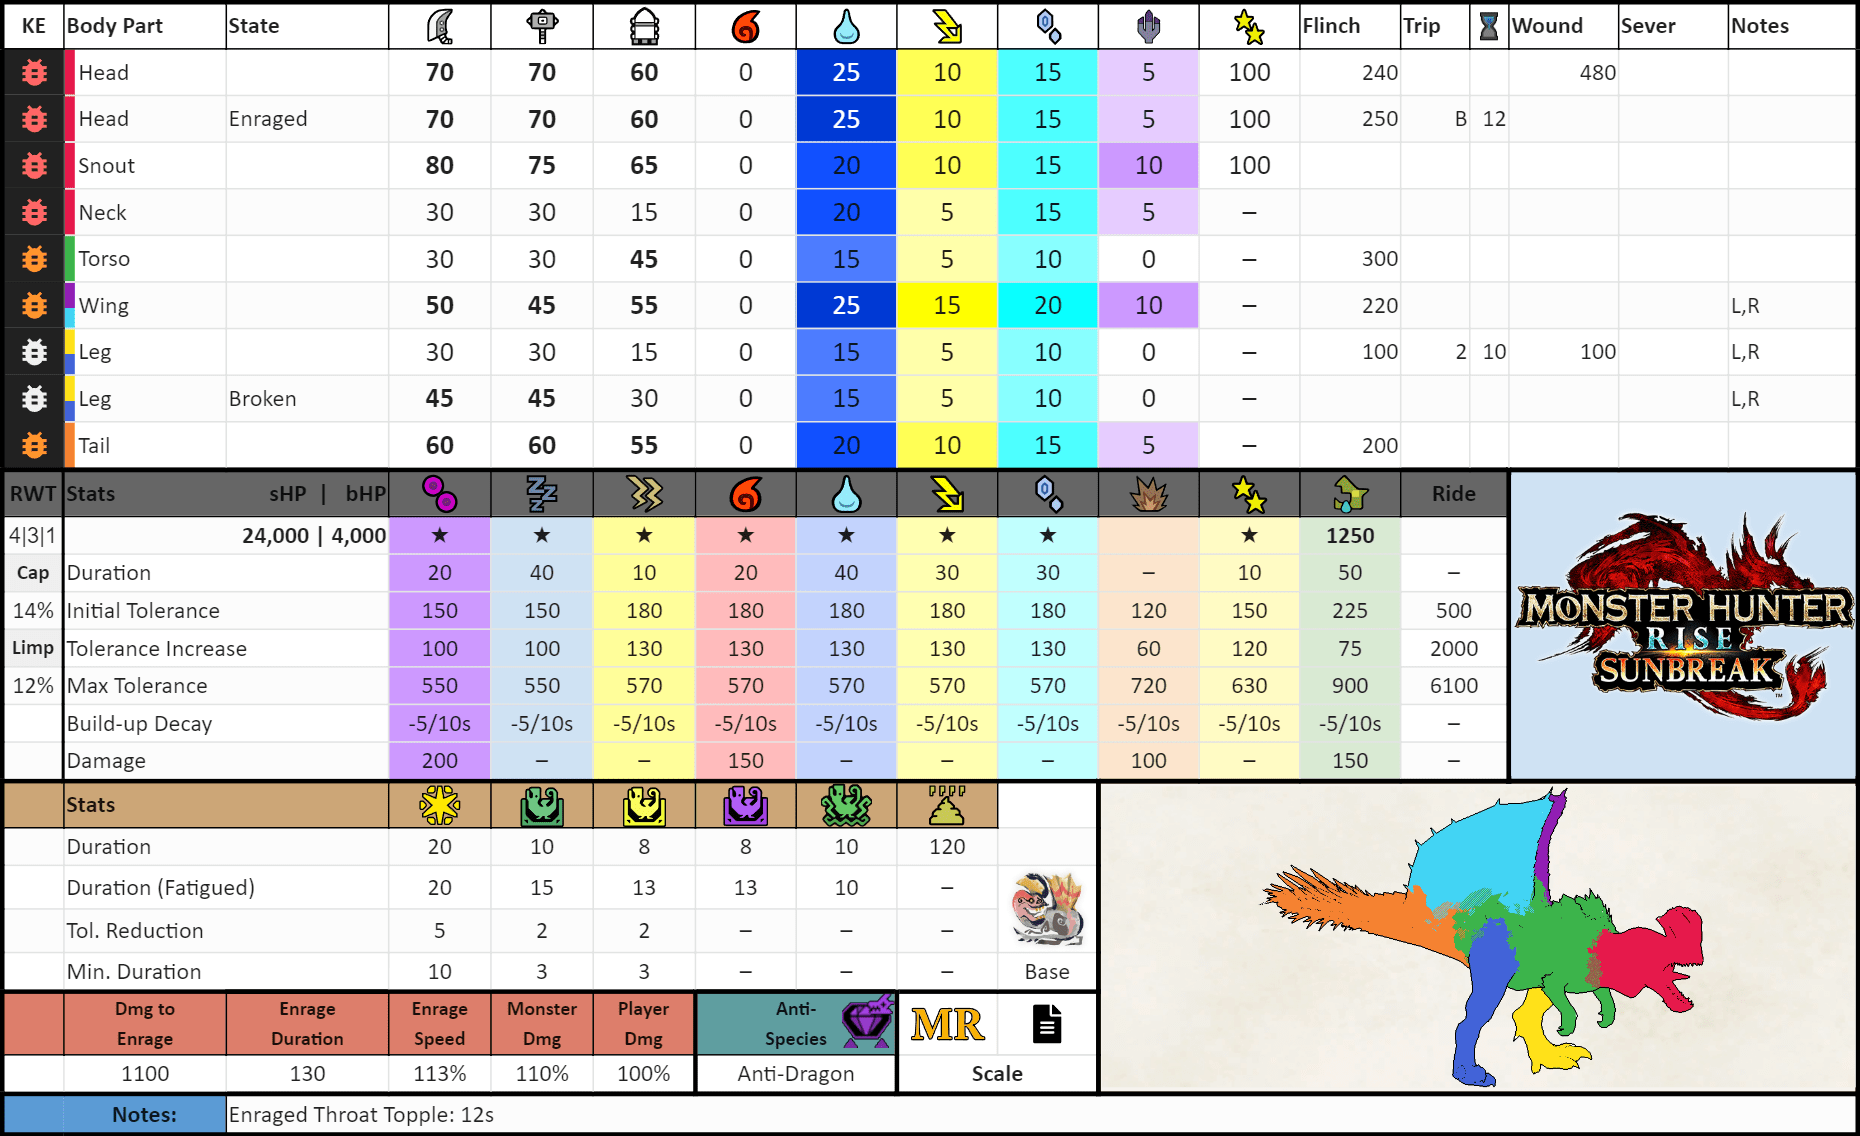 KE Body Part State Flinch Trip Wound Sever Notes
Head 70 70 60 0 25 10 15 5 100 240 480
Head Enraged 70 70 60 0 25 10 15 5 100 250 B 12
Snout 80 75 65 0 20 10 15 10 100
Neck 30 30 15 0 20 5 15 5 –
Torso 30 30 45 0 15 5 10 0 – 300
Wing 50 45 55 0 25 15 20 10 – 220 L,R
Leg 30 30 15 0 15 5 10 0 – 100 2 10 100 L,R
Leg Broken 45 45 30 0 15 5 10 0 – L,R
Tail 60 60 55 0 20 10 15 5 – 200
RWT Stats sHP | bHP Ride
4|3|1 24,000 | 4,000 ★ ★ ★ ★ ★ ★ ★ ★ 1250
Cap Duration 20 40 10 20 40 30 30 – 10 50 –
14% Initial Tolerance 150 150 180 180 180 180 180 120 150 225 500
Limp Tolerance Increase 100 100 130 130 130 130 130 60 120 75 2000
12% Max Tolerance 550 550 570 570 570 570 570 720 630 900 6100
Build-up Decay -5/10s -5/10s -5/10s -5/10s -5/10s -5/10s -5/10s -5/10s -5/10s -5/10s –
Damage 200 – – 150 – – – 100 – 150 –
MONSTER HUNTER
RISE
SUNBREAK
TM
Stats
Duration 20 10 8 8 10 120
Duration (Fatigued) 20 15 13 13 10 –
Tol. Reduction 5 2 2 – – –
Min. Duration 10 3 3 – – – Base
Dmg to Enrage Enrage Monster Player Anti-
Enrage Duration Speed Dmg Dmg Species MR
1100 130 113% 110% 100% Anti-Dragon Scale
Notes: Enraged Throat Topple: 12s